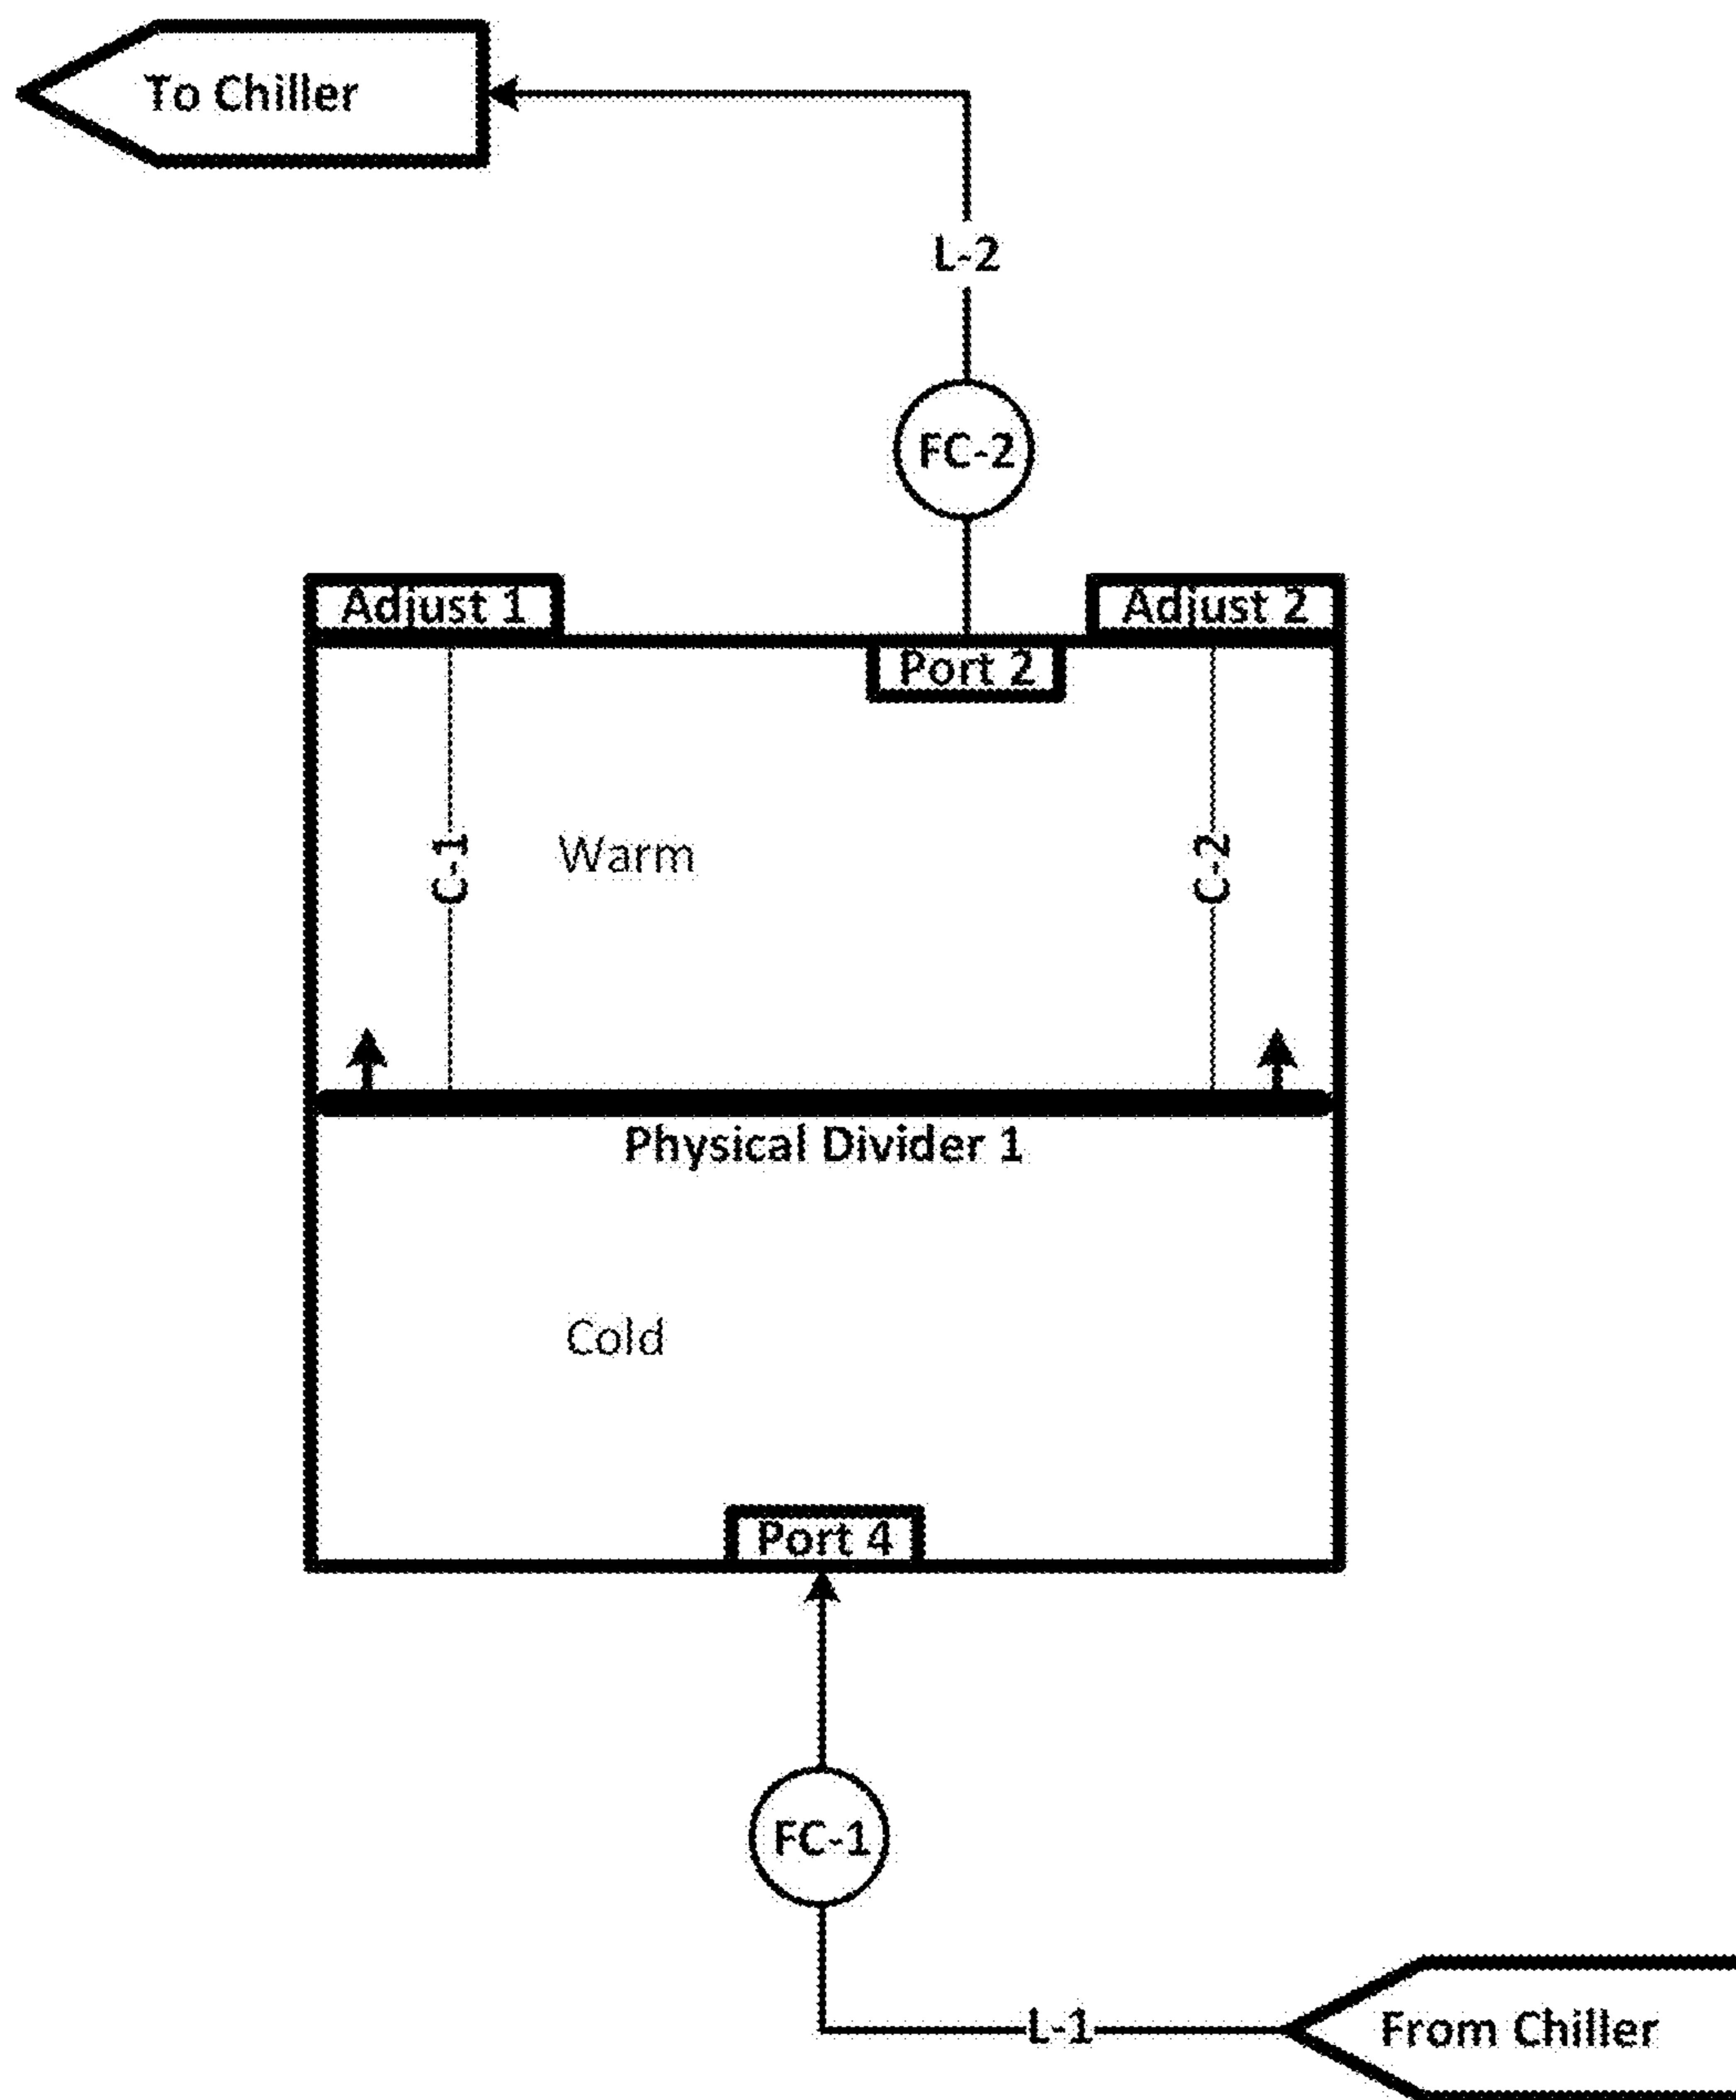 To Chiller
L-2
FC-2
Adjust 1
Adjust 2
Port 2
C-1
Warm
C-2
Physical Divider 1
Cold
Port 4
FC-1
L-1
From Chiller